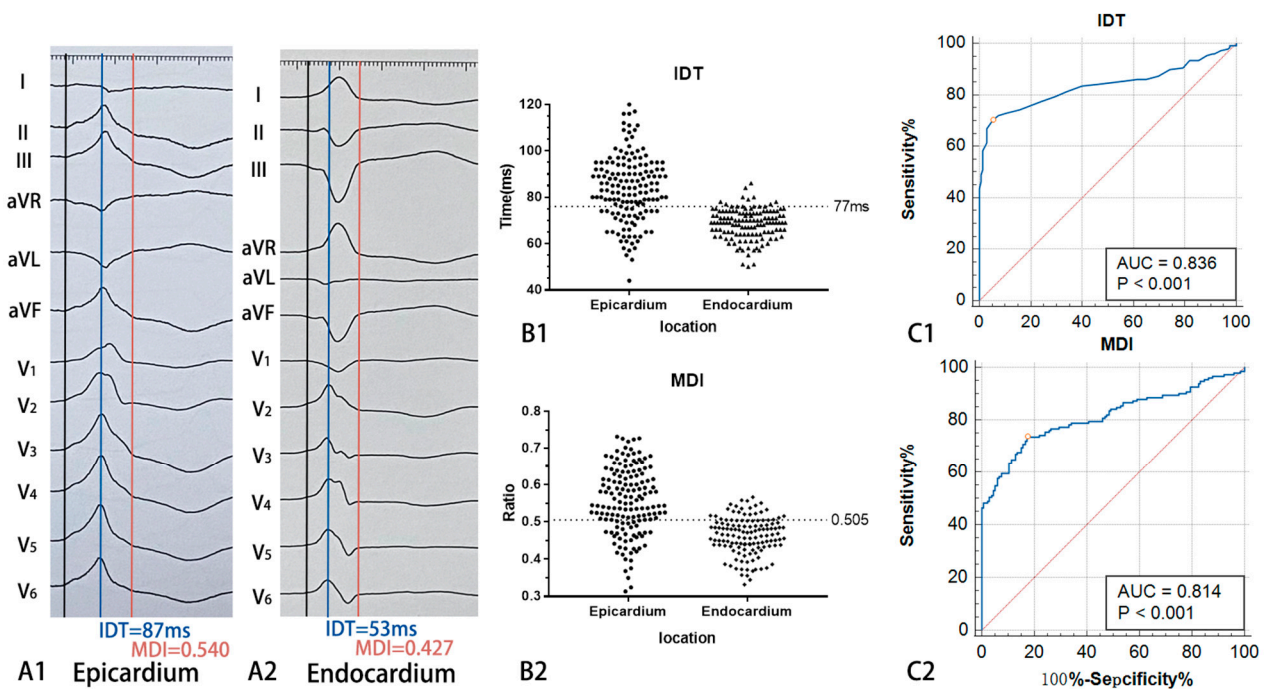 I
II
III
aVR
aVL
aVF
V1
V2
V3
V4
V5
V6
IDT=87ms
MDI=0.540
A1 Epicardium
I
II
III
aVR
aVL
aVF
V1
V2
V3
V4
V5
V6
IDT=53ms
MDI=0.427
A2 Endocardium
IDT
Time(ms)
120
100
80
60
40
77ms
Epicardium Endocardium
location
B1
MDI
Ratio
0.8
0.7
0.6
0.5
0.4
0.3
0.505
Epicardium Endocardium
location
B2
IDT
Sensitivity%
100
80
60
40
20
0
AUC = 0.836
P < 0.001
0 20 40 60 80 100
C1
MDI
Sensitivity%
100
80
60
40
20
0
AUC = 0.814
P < 0.001
0 20 40 60 80 100
100%-Sepcificity%
C2